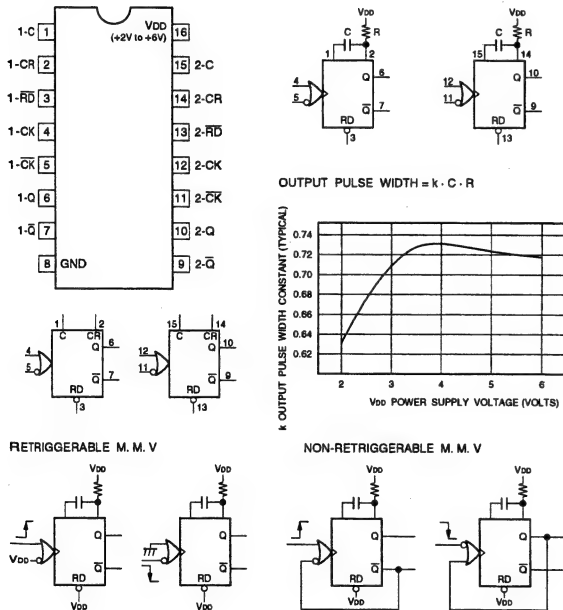 1-C 1
1-CR 2
1-R̅D̅ 3
1-CK 4
1-C̅K̅ 5
1-Q 6
1-Q̅ 7
8 GND
VDD
(+2V to +6V)
16
15 2-C
14 2-CR
13 2-R̅D̅
12 2-CK
11 2-C̅K̅
10 2-Q
9 2-Q̅
VDD
C R
1 2
4
5
Q 6
Q̅ 7
RD
3
VDD
C R
15 14
12
11
Q 10
Q̅ 9
RD
13
OUTPUT PULSE WIDTH = k · C · R
k OUTPUT PULSE WIDTH CONSTANT (TYPICAL)
0.74
0.72
0.70
0.68
0.66
0.64
0.62
2 3 4 5 6
VDD POWER SUPPLY VOLTAGE (VOLTS)
1 2
C CR
4
5
Q 6
Q̅ 7
RD
3
15 14
C CR
12
11
Q 10
Q̅ 9
RD
13
RETRIGGERABLE M. M. V
VDD
VDD
Q
Q̅
RD
VDD
VDD
Q
Q̅
RD
VDD
NON-RETRIGGERABLE M. M. V
VDD
Q
Q̅
RD
VDD
VDD
Q
Q̅
RD
VDD